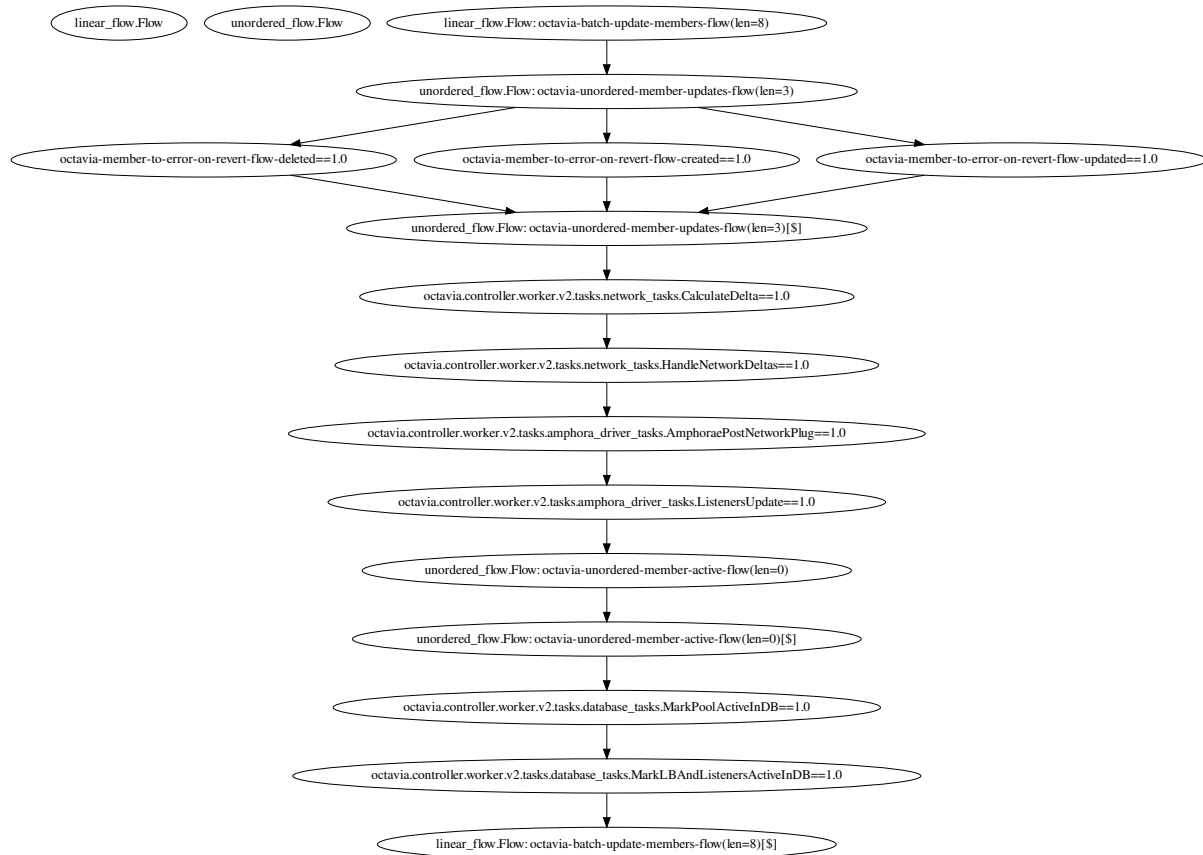 linear_flow.Flow
unordered_flow.Flow
linear_flow.Flow: octavia-batch-update-members-flow(len=8)
unordered_flow.Flow: octavia-unordered-member-updates-flow(len=3)
octavia-member-to-error-on-revert-flow-deleted==1.0
octavia-member-to-error-on-revert-flow-created==1.0
octavia-member-to-error-on-revert-flow-updated==1.0
unordered_flow.Flow: octavia-unordered-member-updates-flow(len=3)[$]
octavia.controller.worker.v2.tasks.network_tasks.CalculateDelta==1.0
octavia.controller.worker.v2.tasks.network_tasks.HandleNetworkDeltas==1.0
octavia.controller.worker.v2.tasks.amphora_driver_tasks.AmphoraePostNetworkPlug==1.0
octavia.controller.worker.v2.tasks.amphora_driver_tasks.ListenersUpdate==1.0
unordered_flow.Flow: octavia-unordered-member-active-flow(len=0)
unordered_flow.Flow: octavia-unordered-member-active-flow(len=0)[$]
octavia.controller.worker.v2.tasks.database_tasks.MarkPoolActiveInDB==1.0
octavia.controller.worker.v2.tasks.database_tasks.MarkLBAndListenersActiveInDB==1.0
linear_flow.Flow: octavia-batch-update-members-flow(len=8)[$]